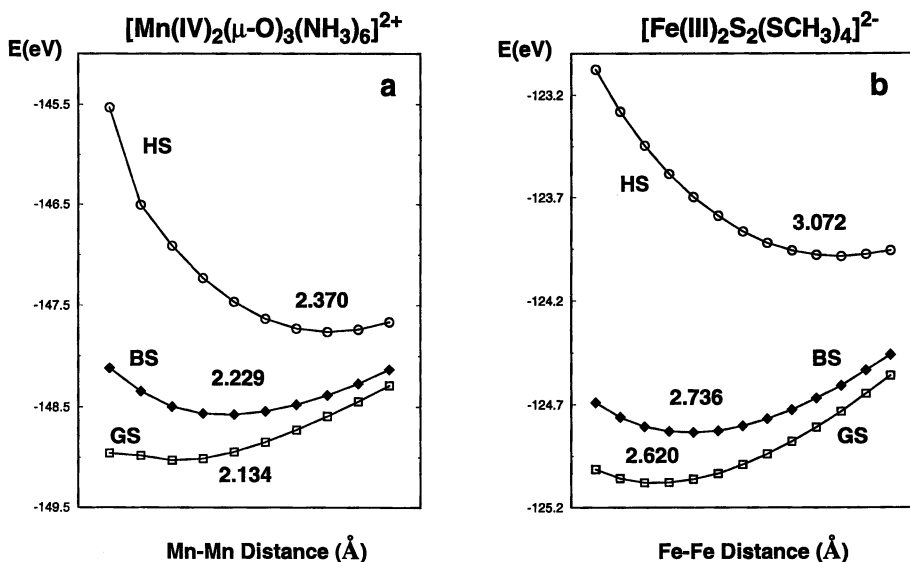 [Mn(IV)₂(μ-O)₃(NH₃)₆]²⁺
E(eV)
a
-145.5
-146.5
-147.5
-148.5
-149.5
HS
2.370
BS
2.229
GS
2.134
Mn-Mn Distance (Å)
[Fe(III)₂S₂(SCH₃)₄]²⁻
E(eV)
b
-123.2
-123.7
-124.2
-124.7
-125.2
HS
3.072
BS
2.736
GS
2.620
Fe-Fe Distance (Å)